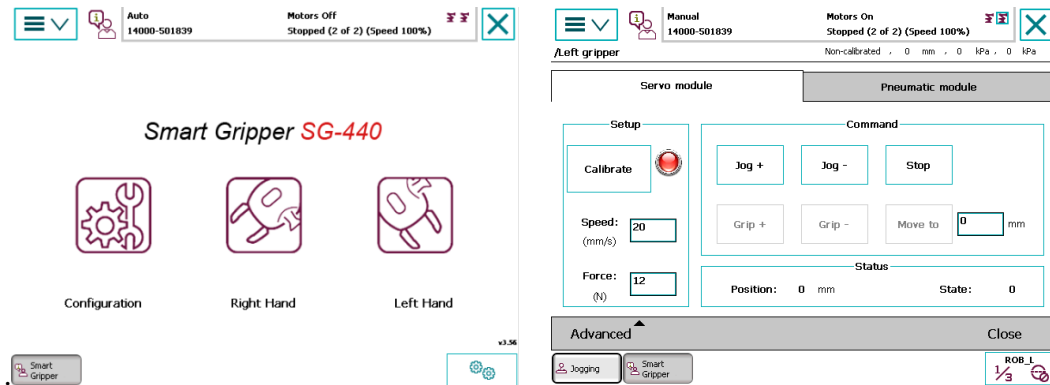 Auto
14000-501839
Motors Off
Stopped (2 of 2) (Speed 100%)
Smart Gripper SG-440
Configuration
Right Hand
Left Hand
v3.56
Smart
Gripper
Manual
14000-501839
Motors On
Stopped (2 of 2) (Speed 100%)
/Left gripper
Non-calibrated , 0 mm , 0 kPa , 0 kPa
Servo module
Pneumatic module
Setup
Calibrate
Speed:
(mm/s)
20
Force:
(N)
12
Command
Jog +
Jog -
Stop
Grip +
Grip -
Move to
0
mm
Status
Position: 0 mm
State: 0
Advanced
Close
Jogging
Smart
Gripper
ROB_L
1/3